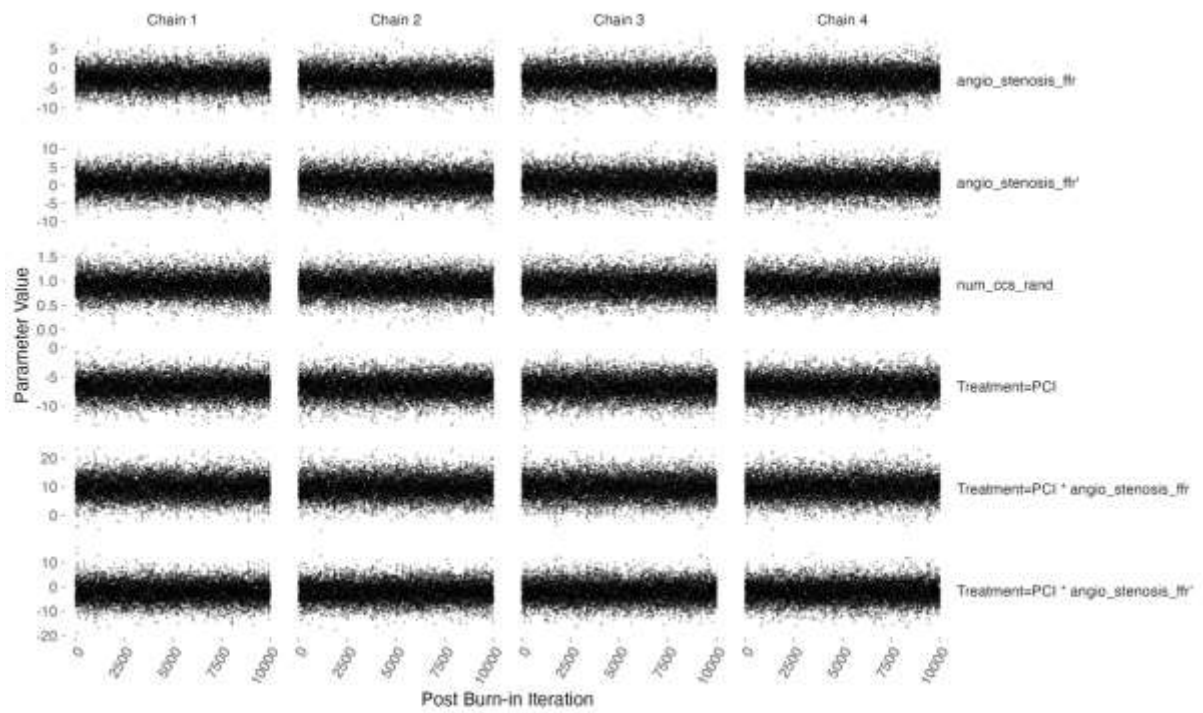 Chain 1 Chain 2 Chain 3 Chain 4
5
0
-5
-10
angio_stenosis_ffr
10
5
0
-5
-10
angio_stenosis_ffr'
1.5
1.0
0.5
0.0
num_ccs_rand
0
-5
-10
Treatment=PCI
20
10
0
Treatment=PCI * angio_stenosis_ffr
10
0
-10
-20
Treatment=PCI * angio_stenosis_ffr'
Parameter Value
0 2500 5000 7500 10000 0 2500 5000 7500 10000 0 2500 5000 7500 10000 0 2500 5000 7500 10000
Post Burn-in Iteration